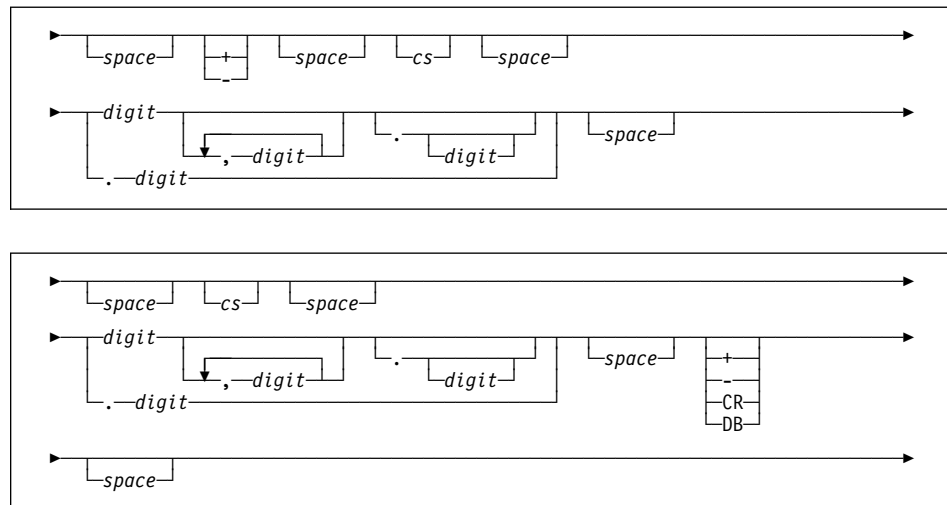 space + space cs space
-
digit .
, digit digit space
. digit
space cs space
digit . space +
, digit digit -
. digit CR
DB
space